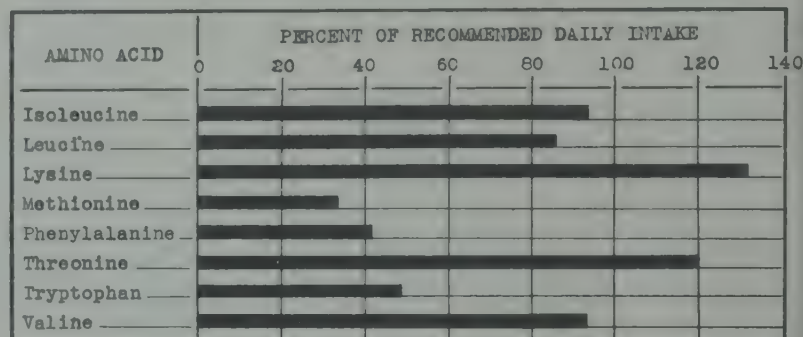 PERCENT OF RECOMMENDED DAILY INTAKE
AMINO ACID
0 20 40 60 80 100 120 140
Isoleucine
Leucine
Lysine
Methionine
Phenylalanine
Threonine
Tryptophan
Valine